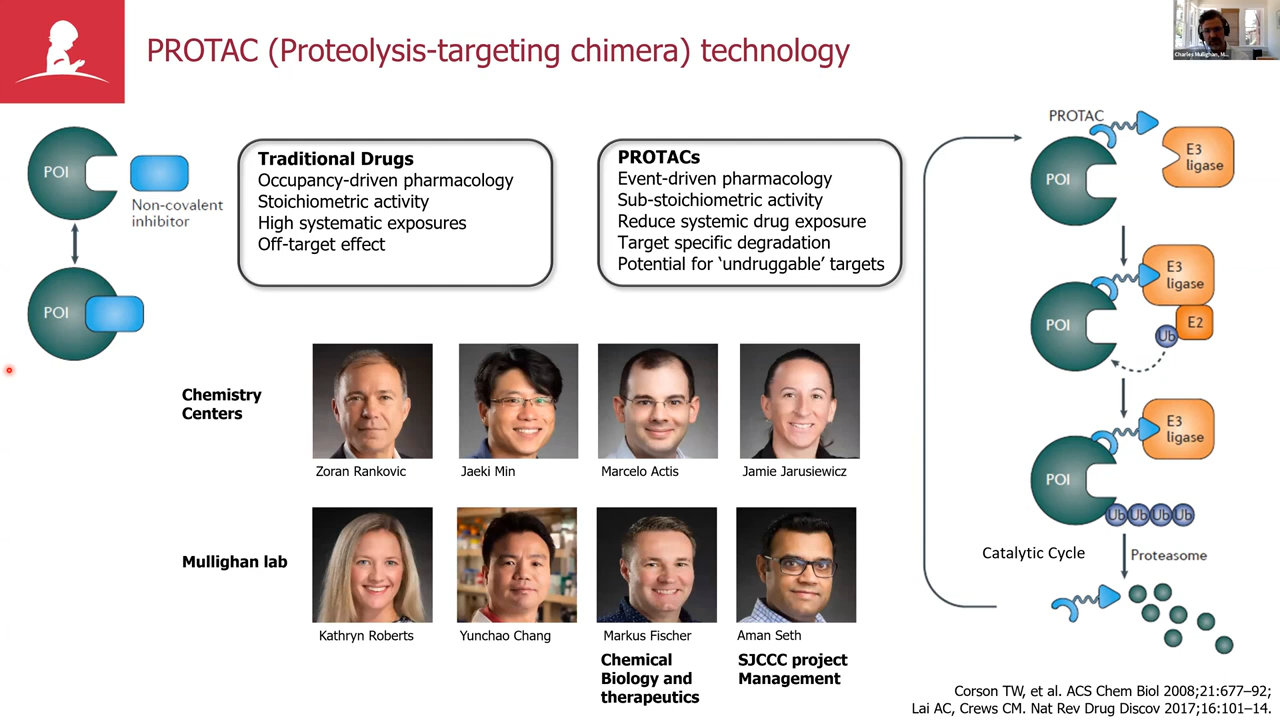 PROTAC (Proteolysis-targeting chimera) technology
Charles Mullighan, M...
POI
Non-covalent
inhibitor
POI
Traditional Drugs
Occupancy-driven pharmacology
Stoichiometric activity
High systematic exposures
Off-target effect
PROTACs
Event-driven pharmacology
Sub-stoichiometric activity
Reduce systemic drug exposure
Target specific degradation
Potential for ‘undruggable’ targets
PROTAC
POI
E3
ligase
POI
E3
ligase
E2
Ub
POI
E3
ligase
Ub Ub Ub Ub
Catalytic Cycle
Proteasome
Chemistry
Centers
Zoran Rankovic
Jaeki Min
Marcelo Actis
Jamie Jarusiewicz
Mullighan lab
Kathryn Roberts
Yunchao Chang
Markus Fischer
Aman Seth
Chemical
Biology and
therapeutics
SJCCC project
Management
Corson TW, et al. ACS Chem Biol 2008;21:677–92;
Lai AC, Crews CM. Nat Rev Drug Discov 2017;16:101–14.